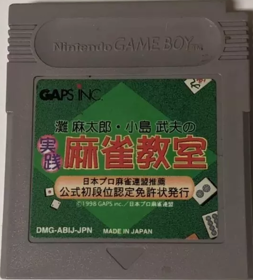 Nintendo GAME BOY
GAPS INC.
灘 麻太郎・小島 武夫の
実践
麻雀教室
日本プロ麻雀連盟推薦
公式初段位認定免許状発行
©1998 GAPS inc./日本プロ麻雀連盟
DMG-ABIJ-JPN MADE IN JAPAN